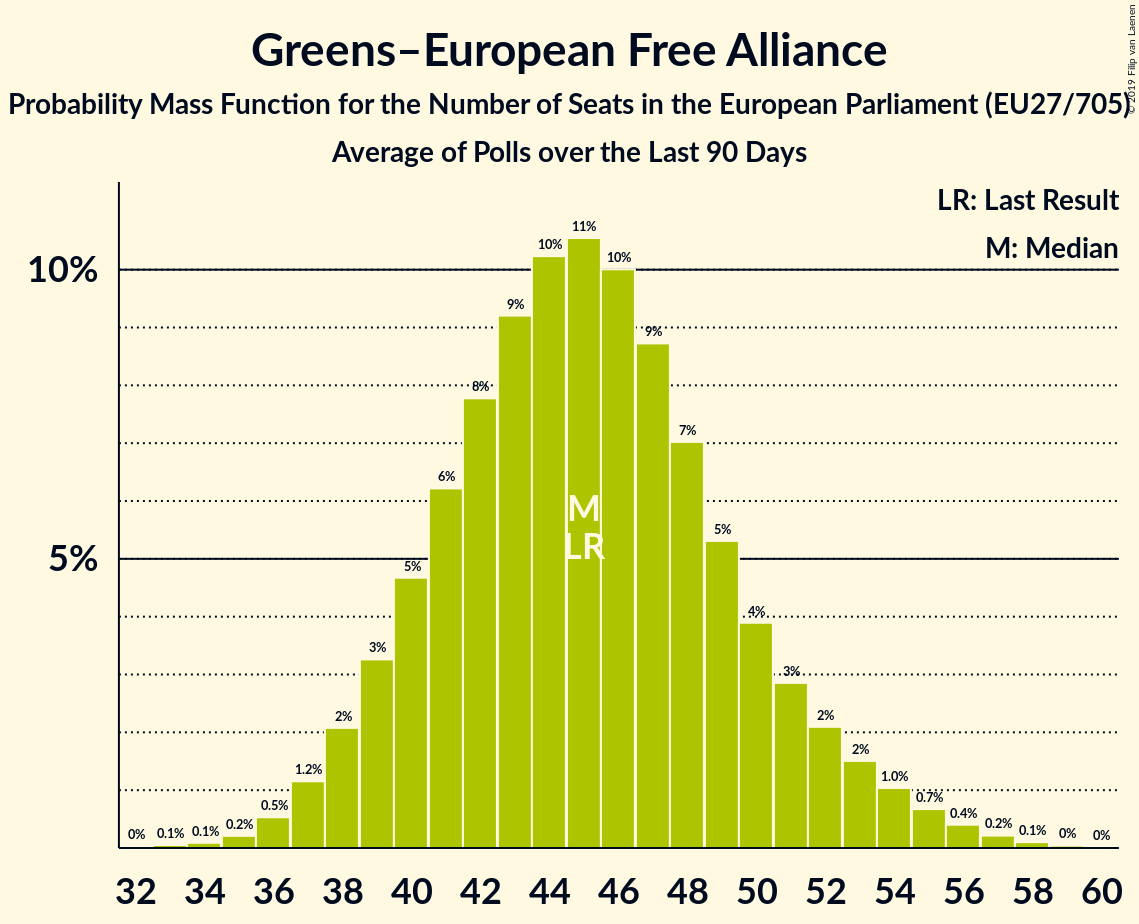 Greens–European Free Alliance
Probability Mass Function for the Number of Seats in the European Parliament (EU27/705)
Average of Polls over the Last 90 Days
© 2019 Filip van Laenen
LR: Last Result
M: Median
10%
5%
0% 0.1% 0.1% 0.2% 0.5% 1.2% 2% 3% 5% 6% 8% 9% 10% 11% 10% 9% 7% 5% 4% 3% 2% 2% 1.0% 0.7% 0.4% 0.2% 0.1% 0% 0%
M
LR
32 34 36 38 40 42 44 46 48 50 52 54 56 58 60